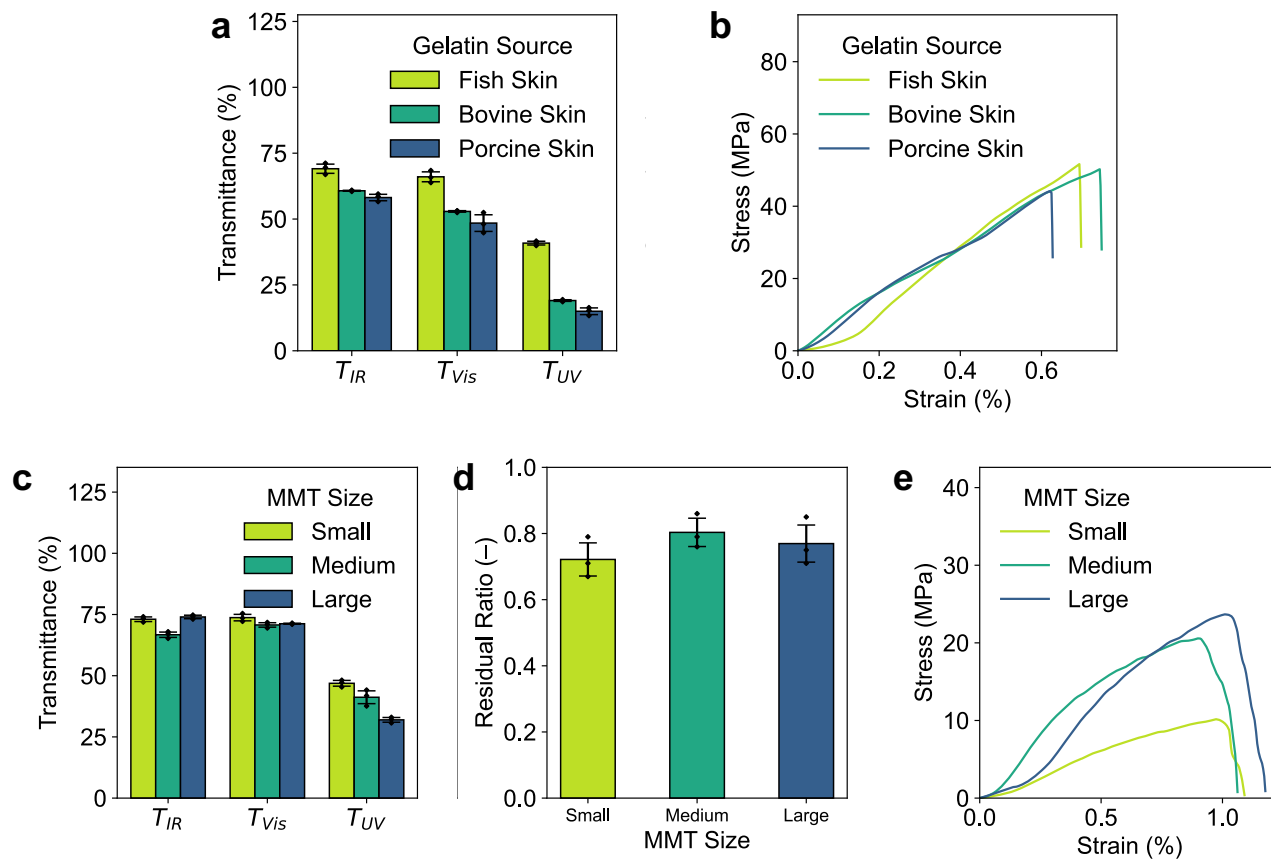 a
125
100
75
50
25
0
Transmittance (%)
Gelatin Source
Fish Skin
Bovine Skin
Porcine Skin
T_IR
T_Vis
T_UV
b
80
60
40
20
0
Stress (MPa)
Gelatin Source
Fish Skin
Bovine Skin
Porcine Skin
0.0 0.2 0.4 0.6
Strain (%)
c
125
100
75
50
25
0
Transmittance (%)
MMT Size
Small
Medium
Large
T_IR
T_Vis
T_UV
d
1.0
0.8
0.6
0.4
0.2
0.0
Residual Ratio (–)
Small Medium Large
MMT Size
e
40
30
20
10
0
Stress (MPa)
MMT Size
Small
Medium
Large
0.0 0.5 1.0
Strain (%)